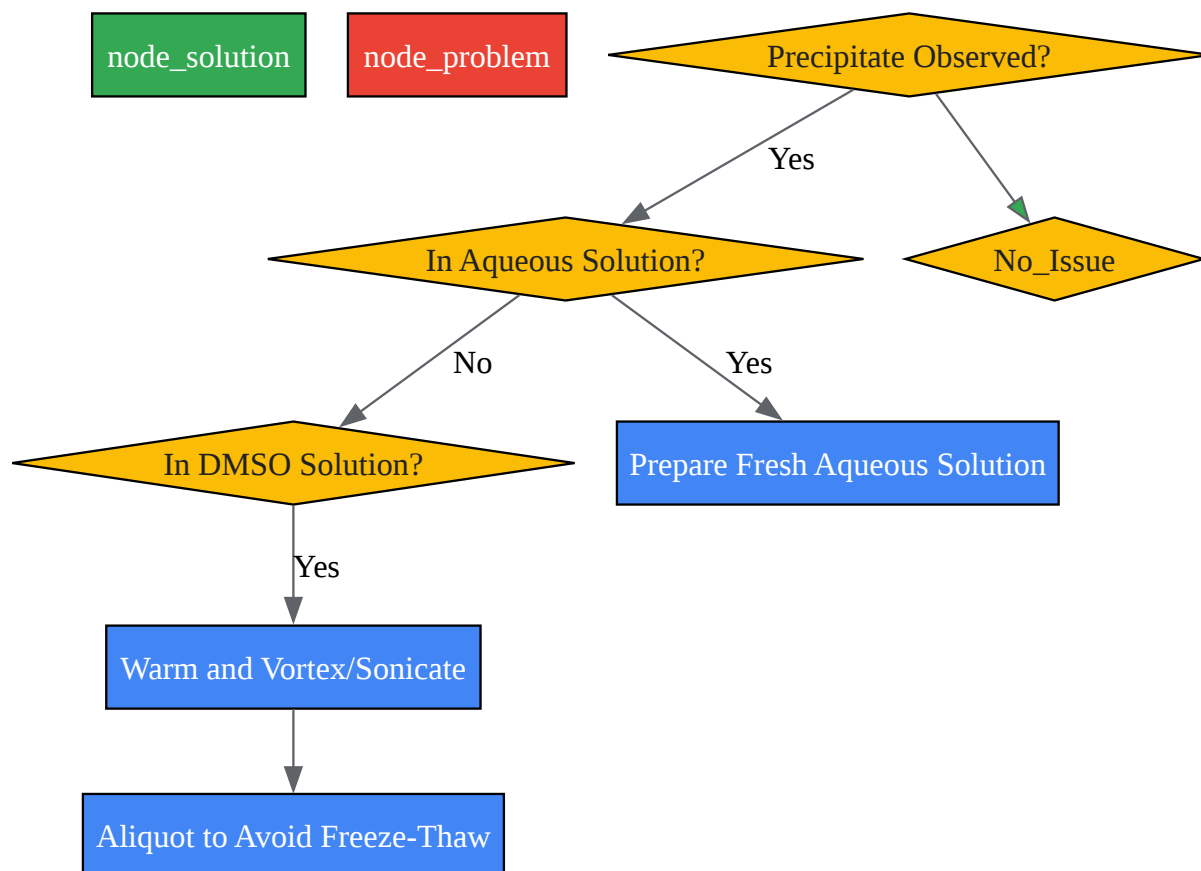 node_solution
node_problem
Precipitate Observed?
Yes
In Aqueous Solution?
No_Issue
No
Yes
In DMSO Solution?
Prepare Fresh Aqueous Solution
Yes
Warm and Vortex/Sonicate
Aliquot to Avoid Freeze-Thaw